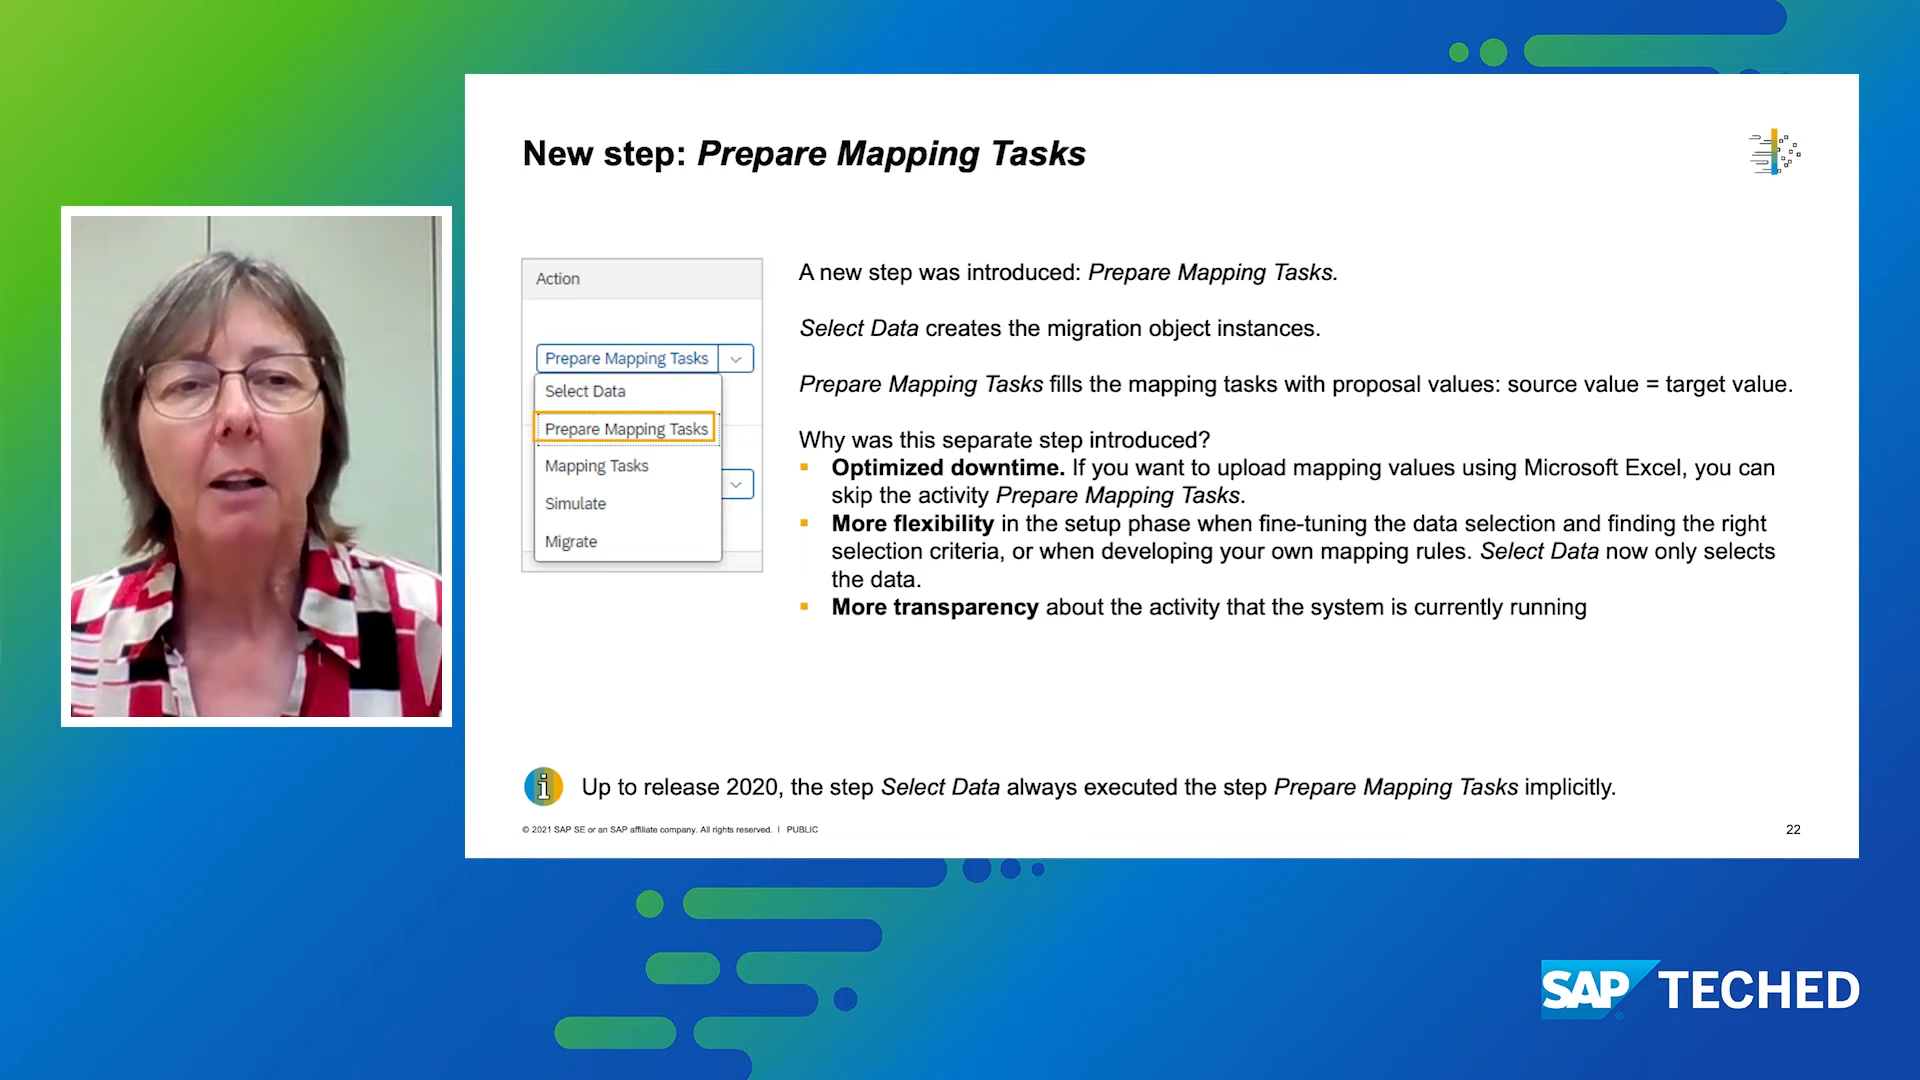 New step: Prepare Mapping Tasks
Action
Prepare Mapping Tasks
Select Data
Prepare Mapping Tasks
Mapping Tasks
Simulate
Migrate
A new step was introduced: Prepare Mapping Tasks.
Select Data creates the migration object instances.
Prepare Mapping Tasks fills the mapping tasks with proposal values: source value = target value.
Why was this separate step introduced?
Optimized downtime. If you want to upload mapping values using Microsoft Excel, you can
skip the activity Prepare Mapping Tasks.
More flexibility in the setup phase when fine-tuning the data selection and finding the right
selection criteria, or when developing your own mapping rules. Select Data now only selects
the data.
More transparency about the activity that the system is currently running
i Up to release 2020, the step Select Data always executed the step Prepare Mapping Tasks implicitly.
© 2021 SAP SE or an SAP affiliate company. All rights reserved. | PUBLIC
22
SAP® TECHED